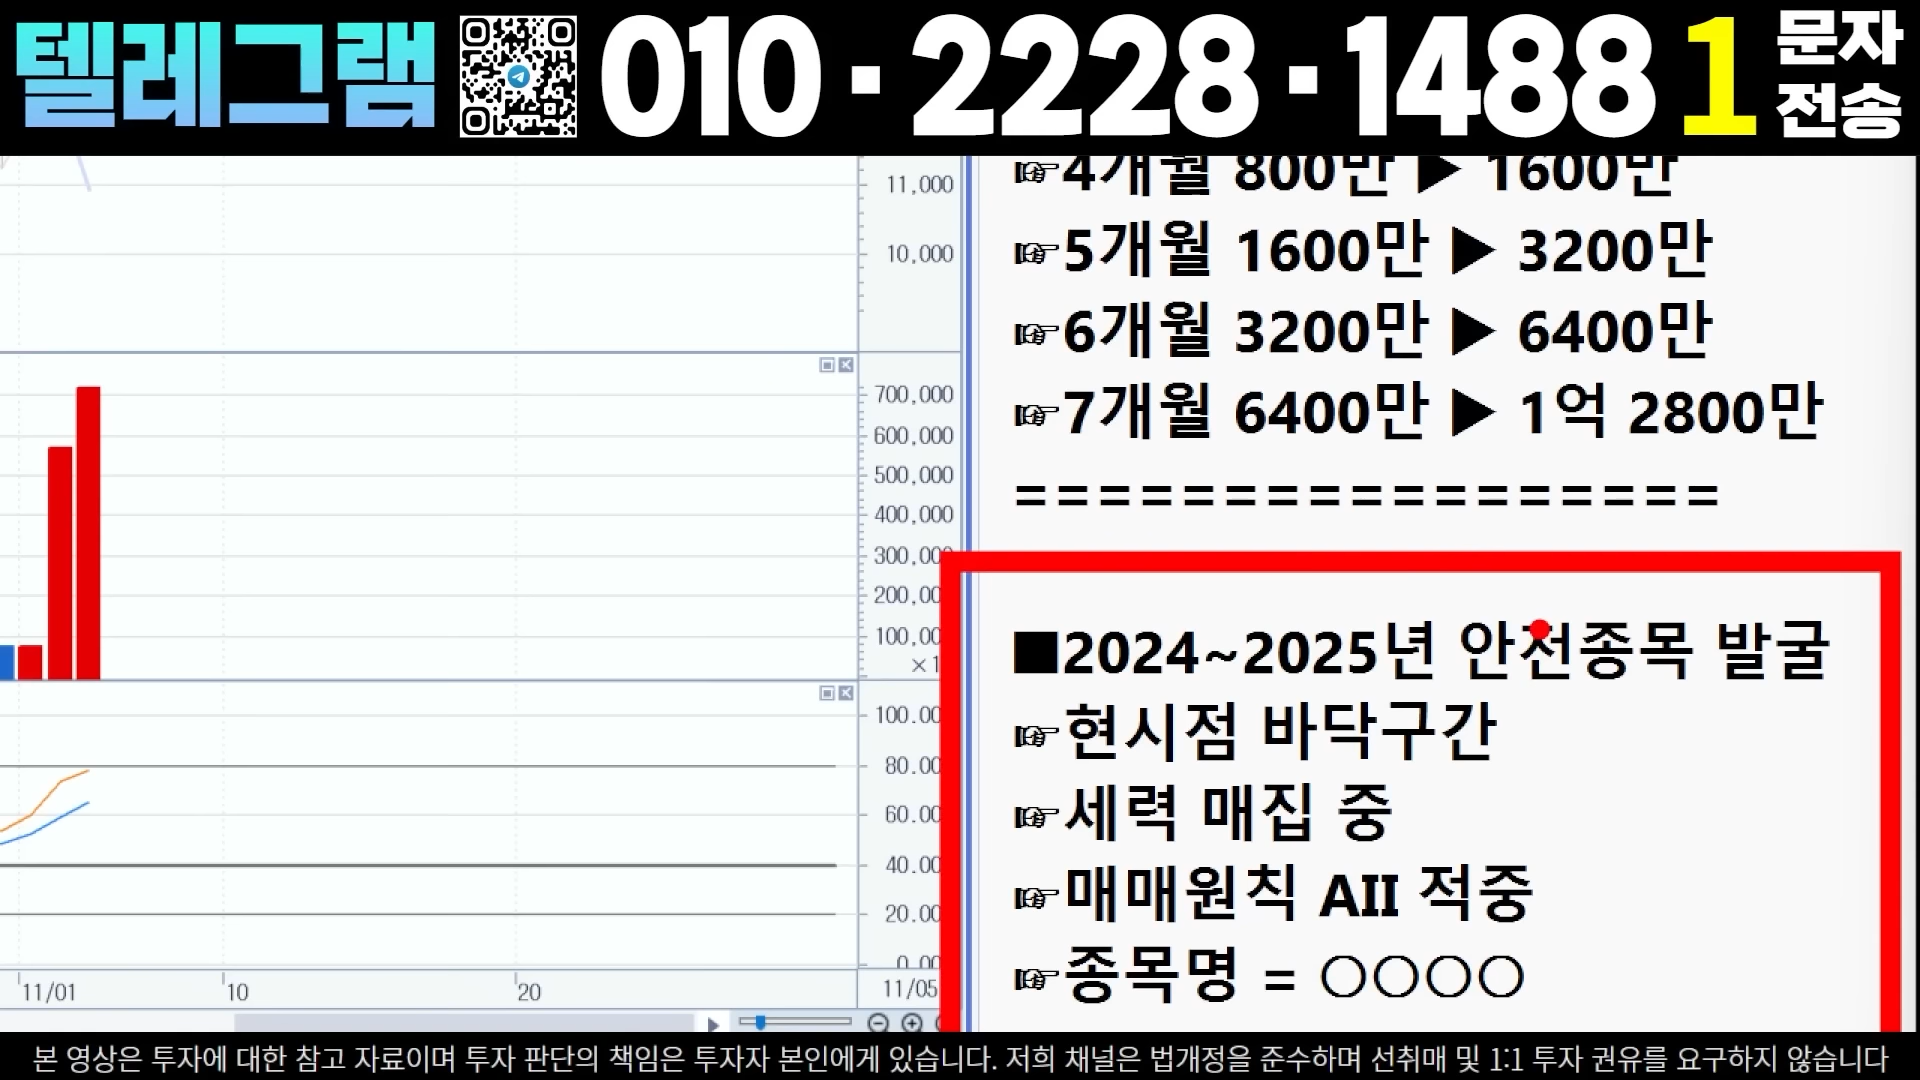 텔레그램 010·2228·1488 1 문자 전송
11,000
10,000
☞4개월 800만 ▶ 1600만
☞5개월 1600만 ▶ 3200만
☞6개월 3200만 ▶ 6400만
☞7개월 6400만 ▶ 1억 2800만
=================
700,000
600,000
500,000
400,000
300,00
200,00
100,00
×1
■2024~2025년 안전종목 발굴
☞현시점 바닥구간
☞세력 매집 중
☞매매원칙 AII 적중
☞종목명 = ○○○○
100.00
80.00
60.00
40.00
20.00
0.00
11/01 10 20 11/05
본 영상은 투자에 대한 참고 자료이며 투자 판단의 책임은 투자자 본인에게 있습니다. 저희 채널은 법개정을 준수하며 선취매 및 1:1 투자 권유를 요구하지 않습니다